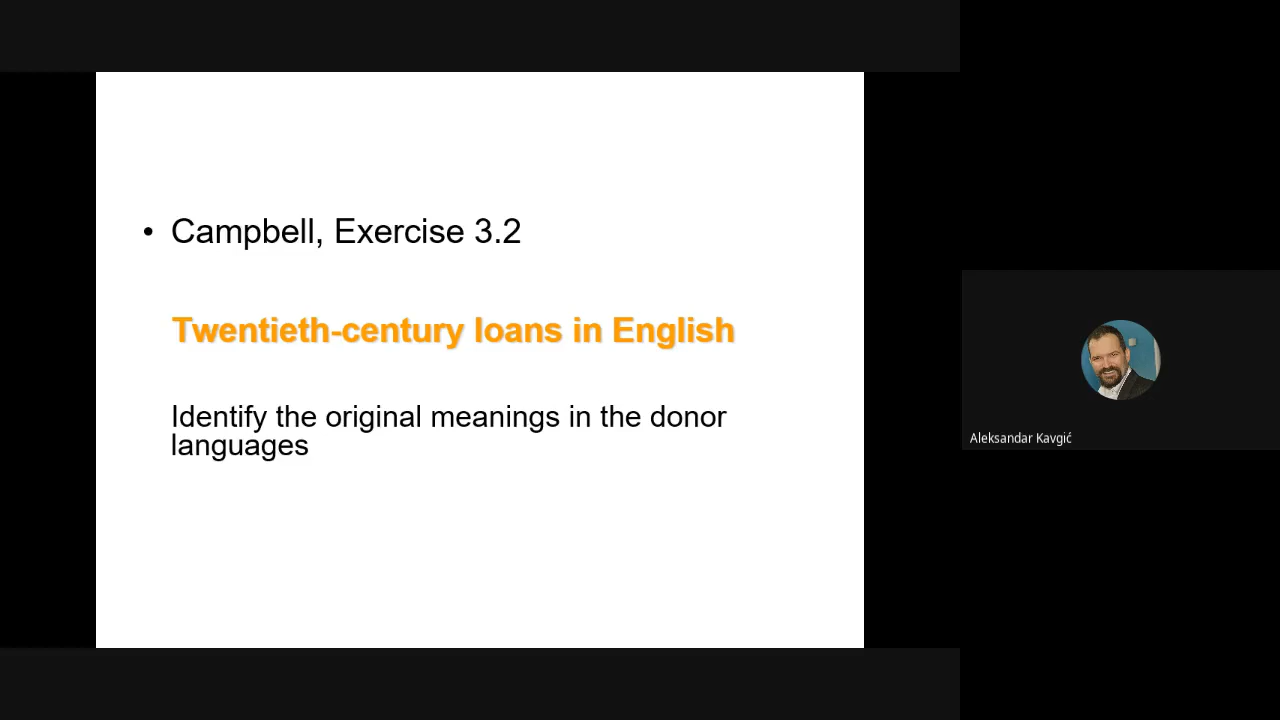 • Campbell, Exercise 3.2
Twentieth-century loans in English
Identify the original meanings in the donor
languages
Aleksandar Kavgić